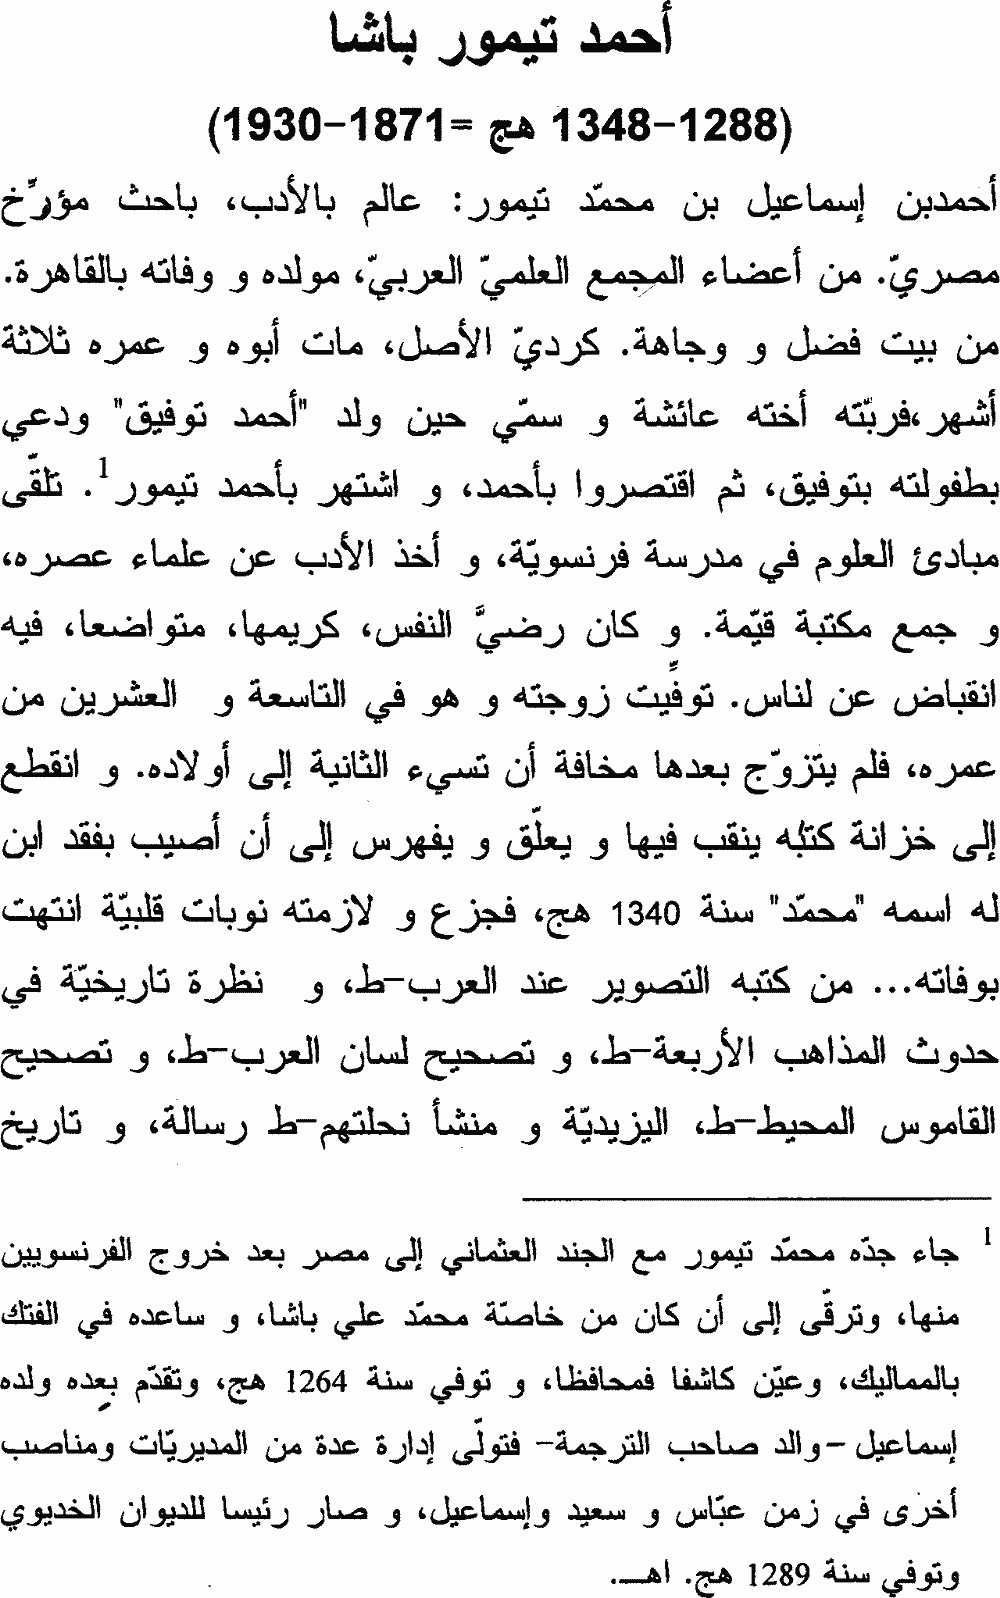 أحمد تيمور باشا
(1288-1348 هج =1871-1930)
أحمدبن إسماعيل بن محمّد تيمور: عالم بالأدب، باحث مؤرِّخ
مصريّ. من أعضاء المجمع العلميّ العربيّ، مولده و وفاته بالقاهرة.
من بيت فضل و وجاهة. كرديّ الأصل، مات أبوه و عمره ثلاثة
أشهر،فربّته أخته عائشة و سمّي حين ولد "أحمد توفيق" ودعي
بطفولته بتوفيق، ثم اقتصروا بأحمد، و اشتهر بأحمد تيمور1. تلقّى
مبادئ العلوم في مدرسة فرنسويّة، و أخذ الأدب عن علماء عصره،
و جمع مكتبة قيّمة. و كان رضيَّ النفس، كريمها، متواضعا، فيه
انقباض عن لناس. توفِّيت زوجته و هو في التاسعة و العشرين من
عمره، فلم يتزوّج بعدها مخافة أن تسيء الثانية إلى أولاده. و انقطع
إلى خزانة كتبه ينقب فيها و يعلّق و يفهرس إلى أن أصيب بفقد ابن
له اسمه "محمّد" سنة 1340 هج، فجزع و لازمته نوبات قلبيّة انتهت
بوفاته... من كتبه التصوير عند العرب-ط، و نظرة تاريخيّة في
حدوث المذاهب الأربعة-ط، و تصحيح لسان العرب-ط، و تصحيح
القاموس المحيط-ط، اليزيديّة و منشأ نحلتهم-ط رسالة، و تاريخ
1 جاء جدّه محمّد تيمور مع الجند العثماني إلى مصر بعد خروج الفرنسويين
منها، وترقّى إلى أن كان من خاصّة محمّد علي باشا، و ساعده في الفتك
بالمماليك، وعيّن كاشفا فمحافظا، و توفي سنة 1264 هج، وتقدّم بعده ولده
إسماعيل -والد صاحب الترجمة- فتولّى إدارة عدة من المديريّات ومناصب
أخرى في زمن عبّاس و سعيد وإسماعيل، و صار رئيسا للديوان الخديوي
وتوفي سنة 1289 هج. اهـ.